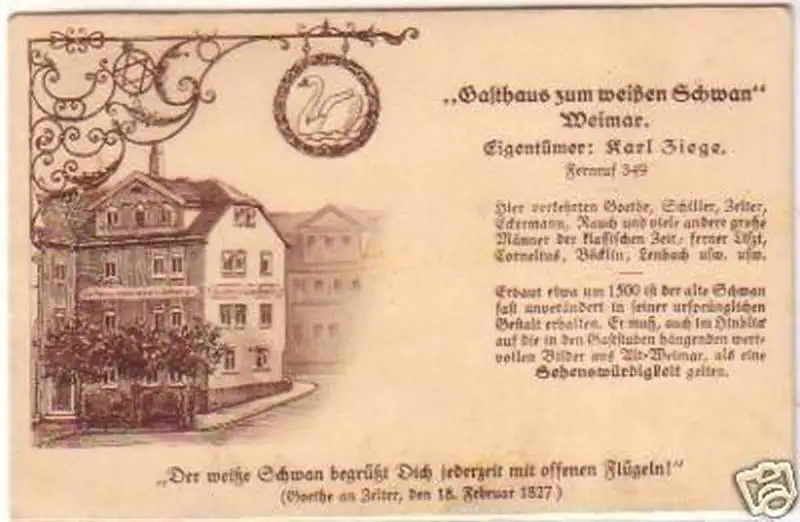 „Gasthaus zum weißen Schwan“
Weimar.
Eigentümer: Karl Ziege.
Fernruf 349
Hier verkehrten Goethe, Schiller, Zelter,
Eckermann, Rauch und viele andere große
Männer der klassischen Zeit, ferner Liszt,
Cornelius, Böcklin, Lenbach usw. usw.
Erbaut etwa um 1500 ist der alte Schwan
fast unverändert in seiner ursprünglichen
Gestalt erhalten. Er muß, auch im Hinblick
auf die in den Gaststuben hängenden wert-
vollen Bilder aus Alt-Weimar, als eine
Sehenswürdigkeit gelten.
„Der weiße Schwan begrüßt Dich jederzeit mit offenen Flügeln!“
(Goethe an Zelter, den 18. Februar 1827)